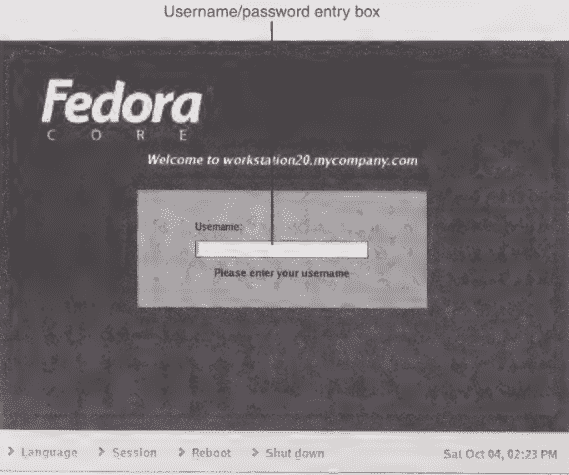 Username/password entry box
Fedora
CORE
Welcome to workstation20.mycompany.com
Username:
Please enter your username
> Language > Session > Reboot > Shut down Sat Oct 04, 02:23 PM